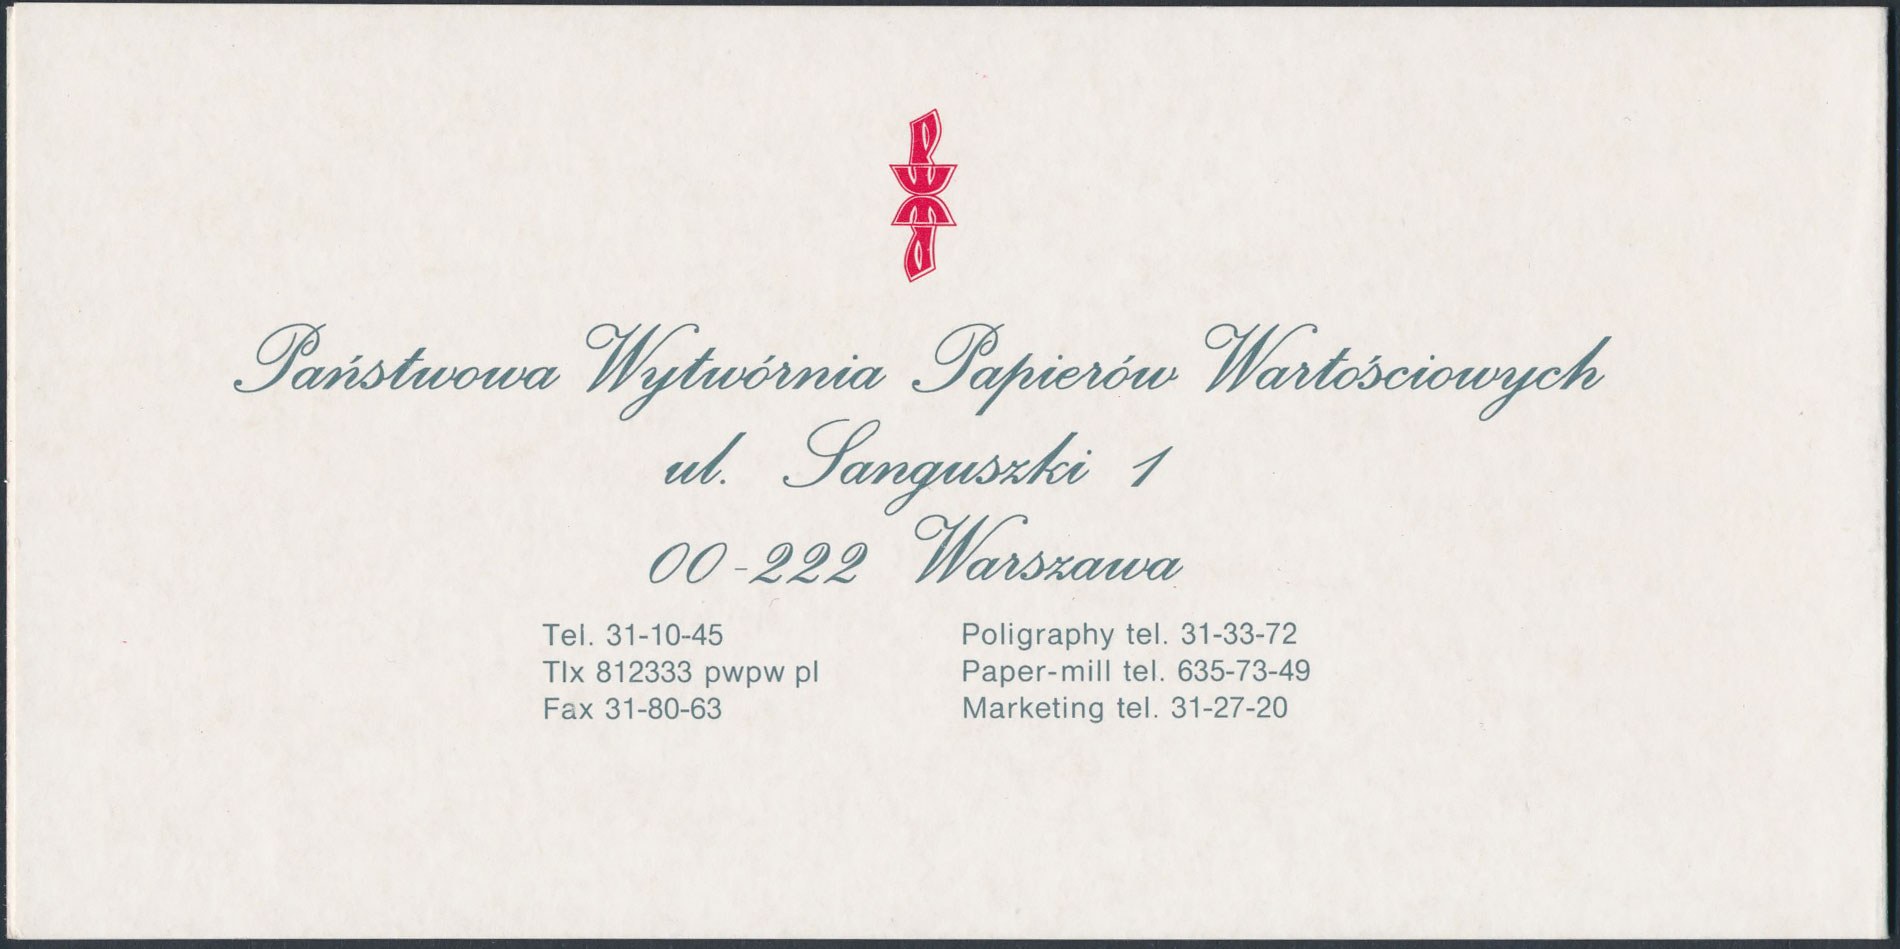 Państwowa Wytwórnia Papierów Wartościowych
ul. Sanguszki 1
00-222 Warszawa
Tel. 31-10-45
Tlx 812333 pwpw pl
Fax 31-80-63
Poligraphy tel. 31-33-72
Paper-mill tel. 635-73-49
Marketing tel. 31-27-20